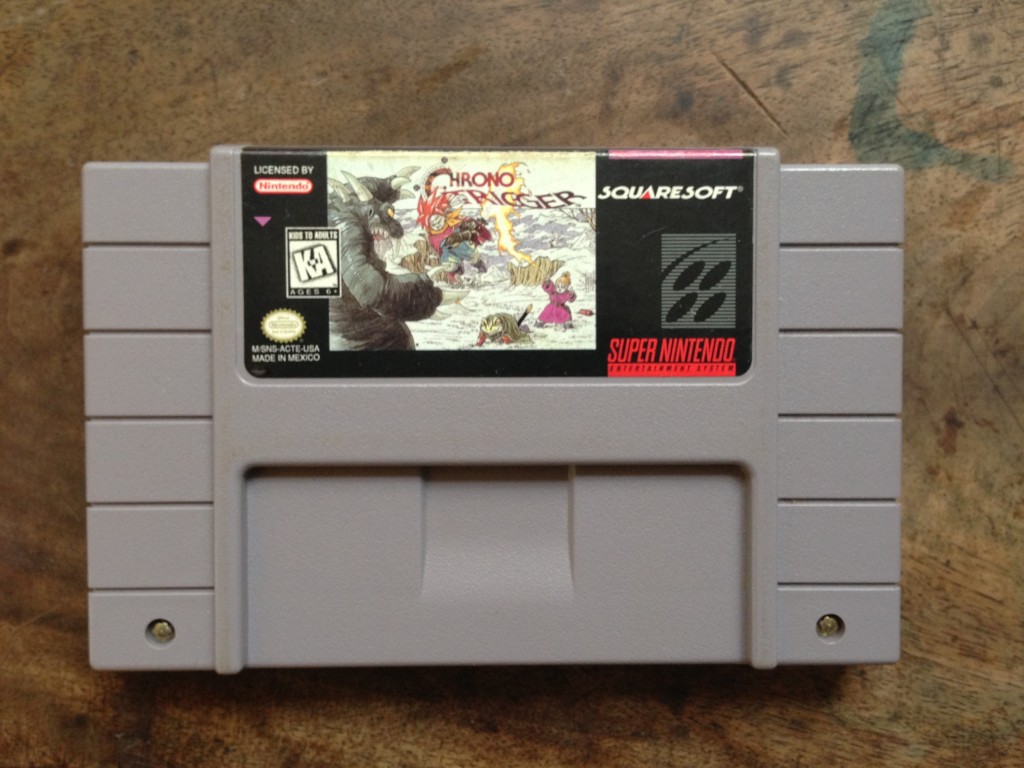 LICENSED BY
Nintendo
KIDS TO ADULTS
K-A
AGES 6+
Nintendo
M/SNS-ACTE-USA
MADE IN MEXICO
CHRONO
TRIGGER
SQUARESOFT®
SUPER NINTENDO
ENTERTAINMENT SYSTEM